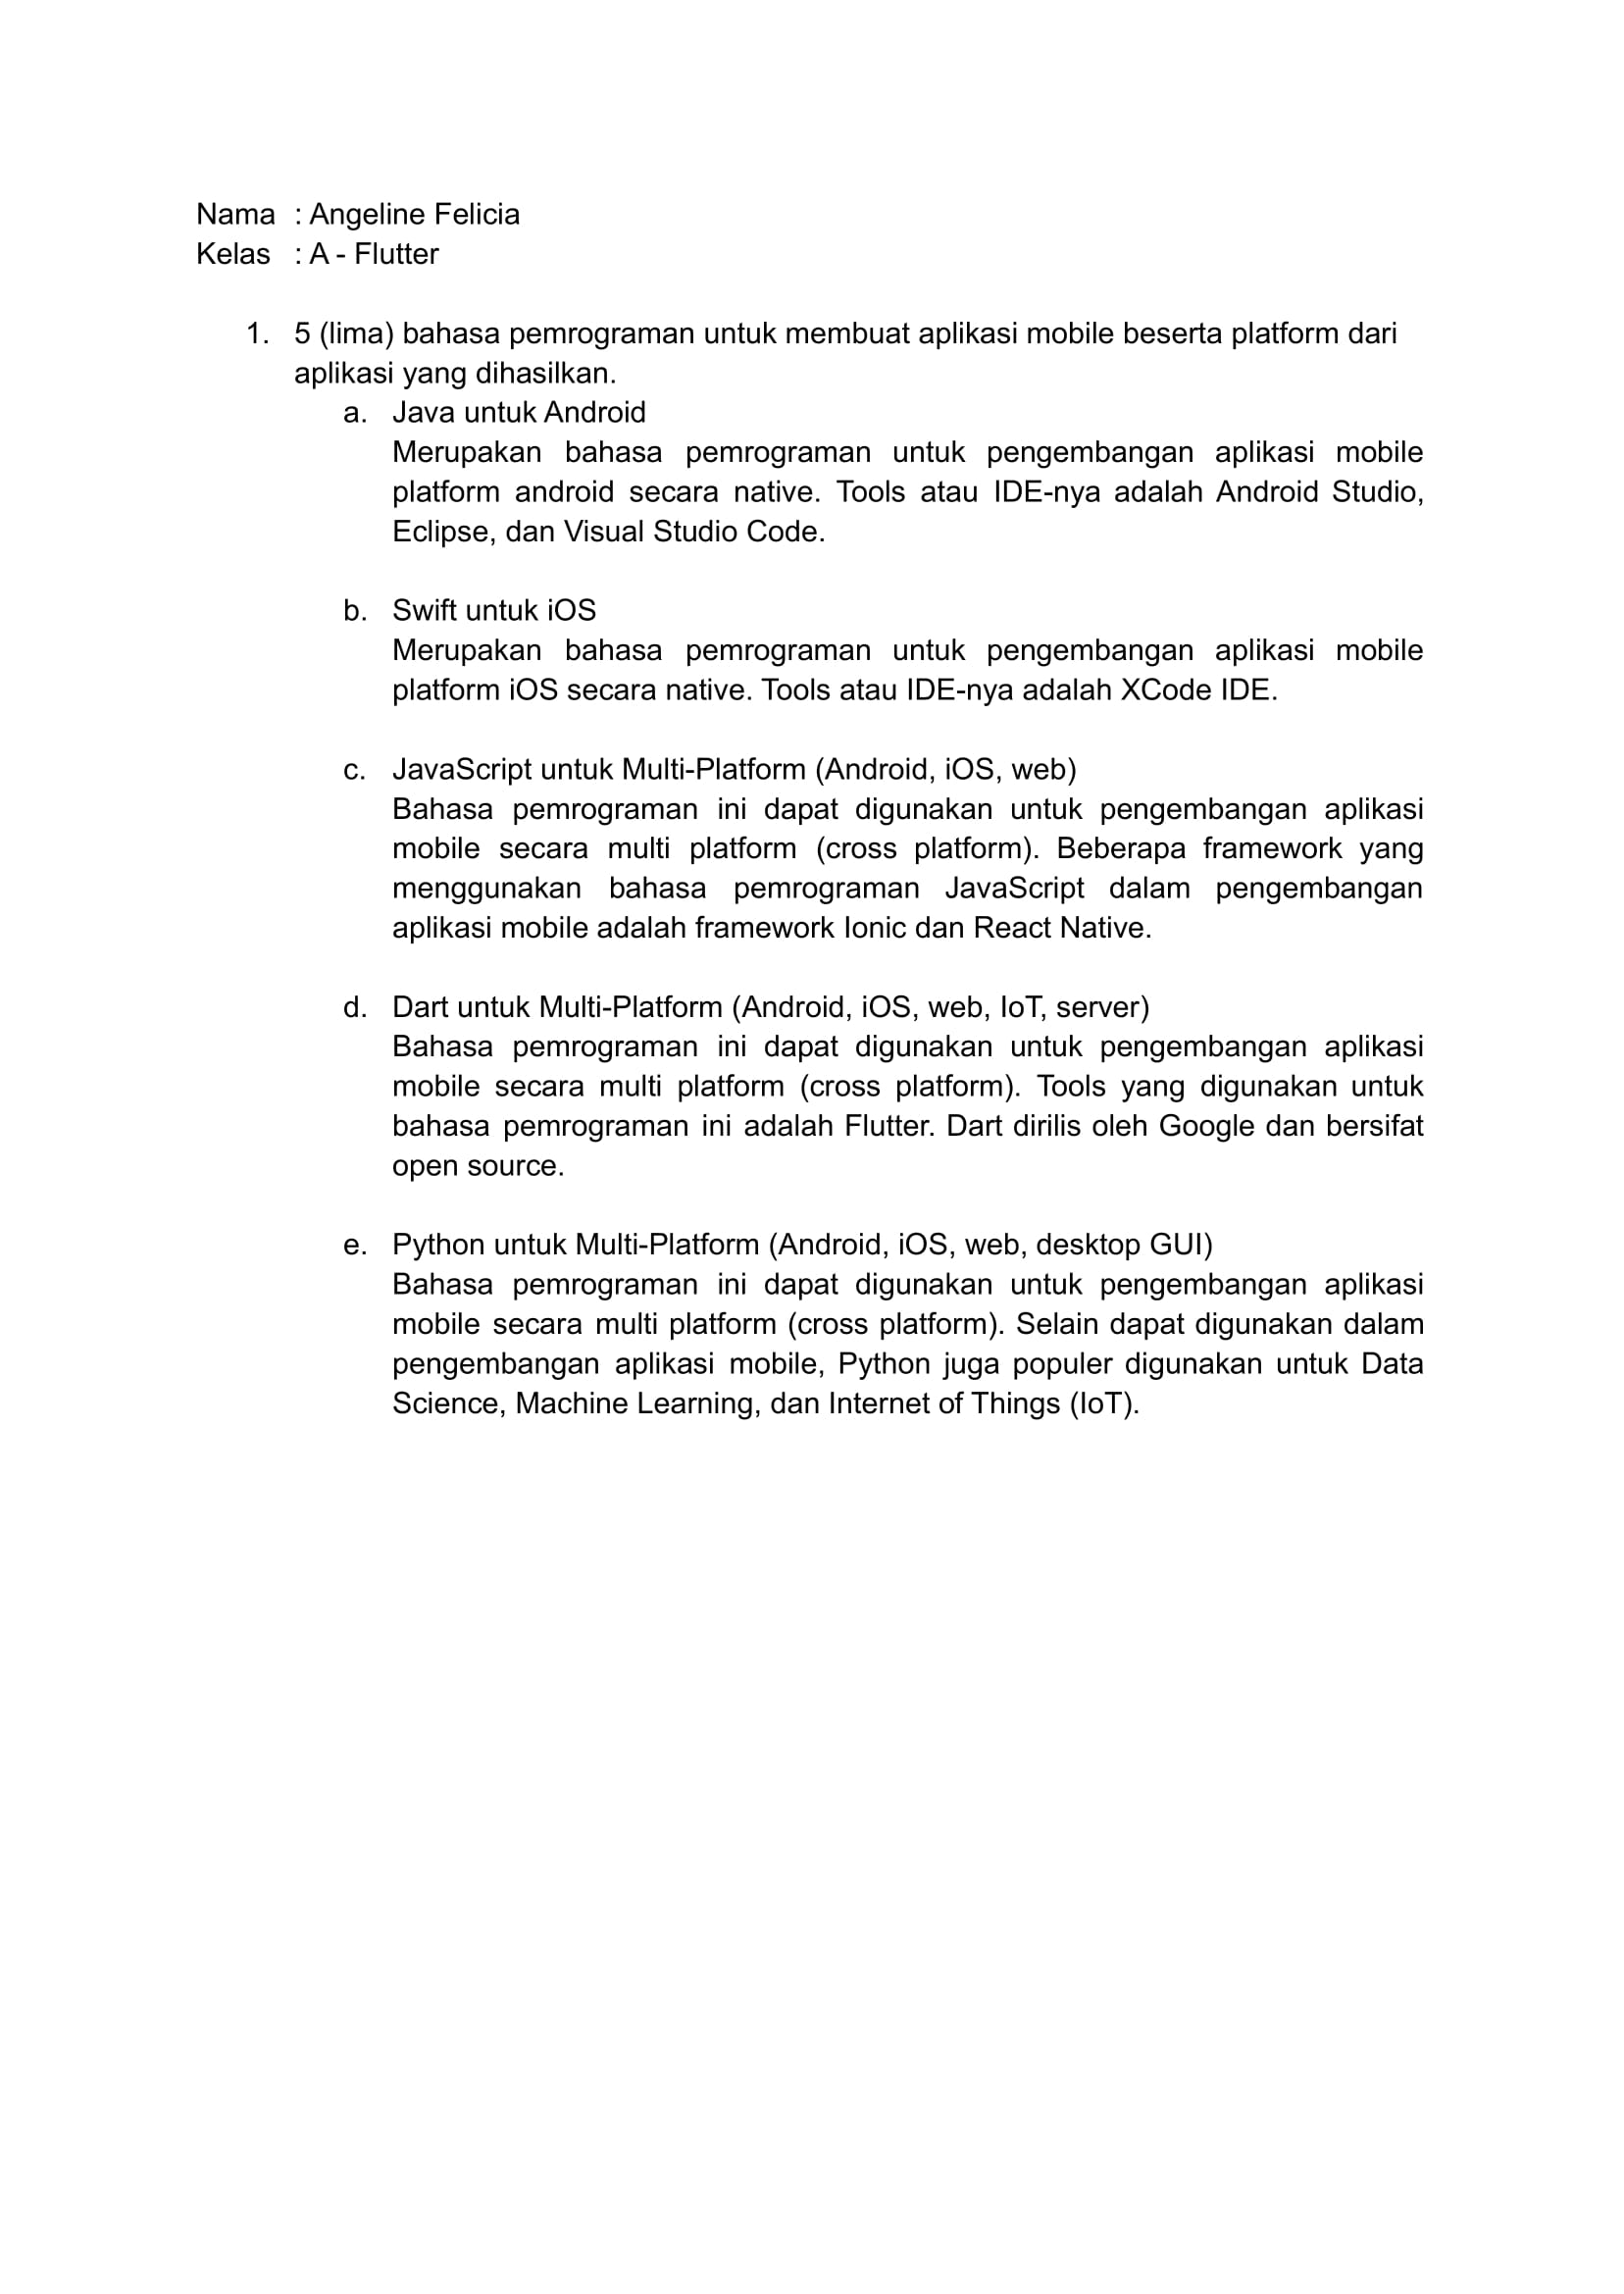 Nama : Angeline Felicia
Kelas : A - Flutter
1. 5 (lima) bahasa pemrograman untuk membuat aplikasi mobile beserta platform dari
aplikasi yang dihasilkan.
a. Java untuk Android
Merupakan bahasa pemrograman untuk pengembangan aplikasi mobile
platform android secara native. Tools atau IDE-nya adalah Android Studio,
Eclipse, dan Visual Studio Code.
b. Swift untuk iOS
Merupakan bahasa pemrograman untuk pengembangan aplikasi mobile
platform iOS secara native. Tools atau IDE-nya adalah XCode IDE.
c. JavaScript untuk Multi-Platform (Android, iOS, web)
Bahasa pemrograman ini dapat digunakan untuk pengembangan aplikasi
mobile secara multi platform (cross platform). Beberapa framework yang
menggunakan bahasa pemrograman JavaScript dalam pengembangan
aplikasi mobile adalah framework Ionic dan React Native.
d. Dart untuk Multi-Platform (Android, iOS, web, IoT, server)
Bahasa pemrograman ini dapat digunakan untuk pengembangan aplikasi
mobile secara multi platform (cross platform). Tools yang digunakan untuk
bahasa pemrograman ini adalah Flutter. Dart dirilis oleh Google dan bersifat
open source.
e. Python untuk Multi-Platform (Android, iOS, web, desktop GUI)
Bahasa pemrograman ini dapat digunakan untuk pengembangan aplikasi
mobile secara multi platform (cross platform). Selain dapat digunakan dalam
pengembangan aplikasi mobile, Python juga populer digunakan untuk Data
Science, Machine Learning, dan Internet of Things (IoT).